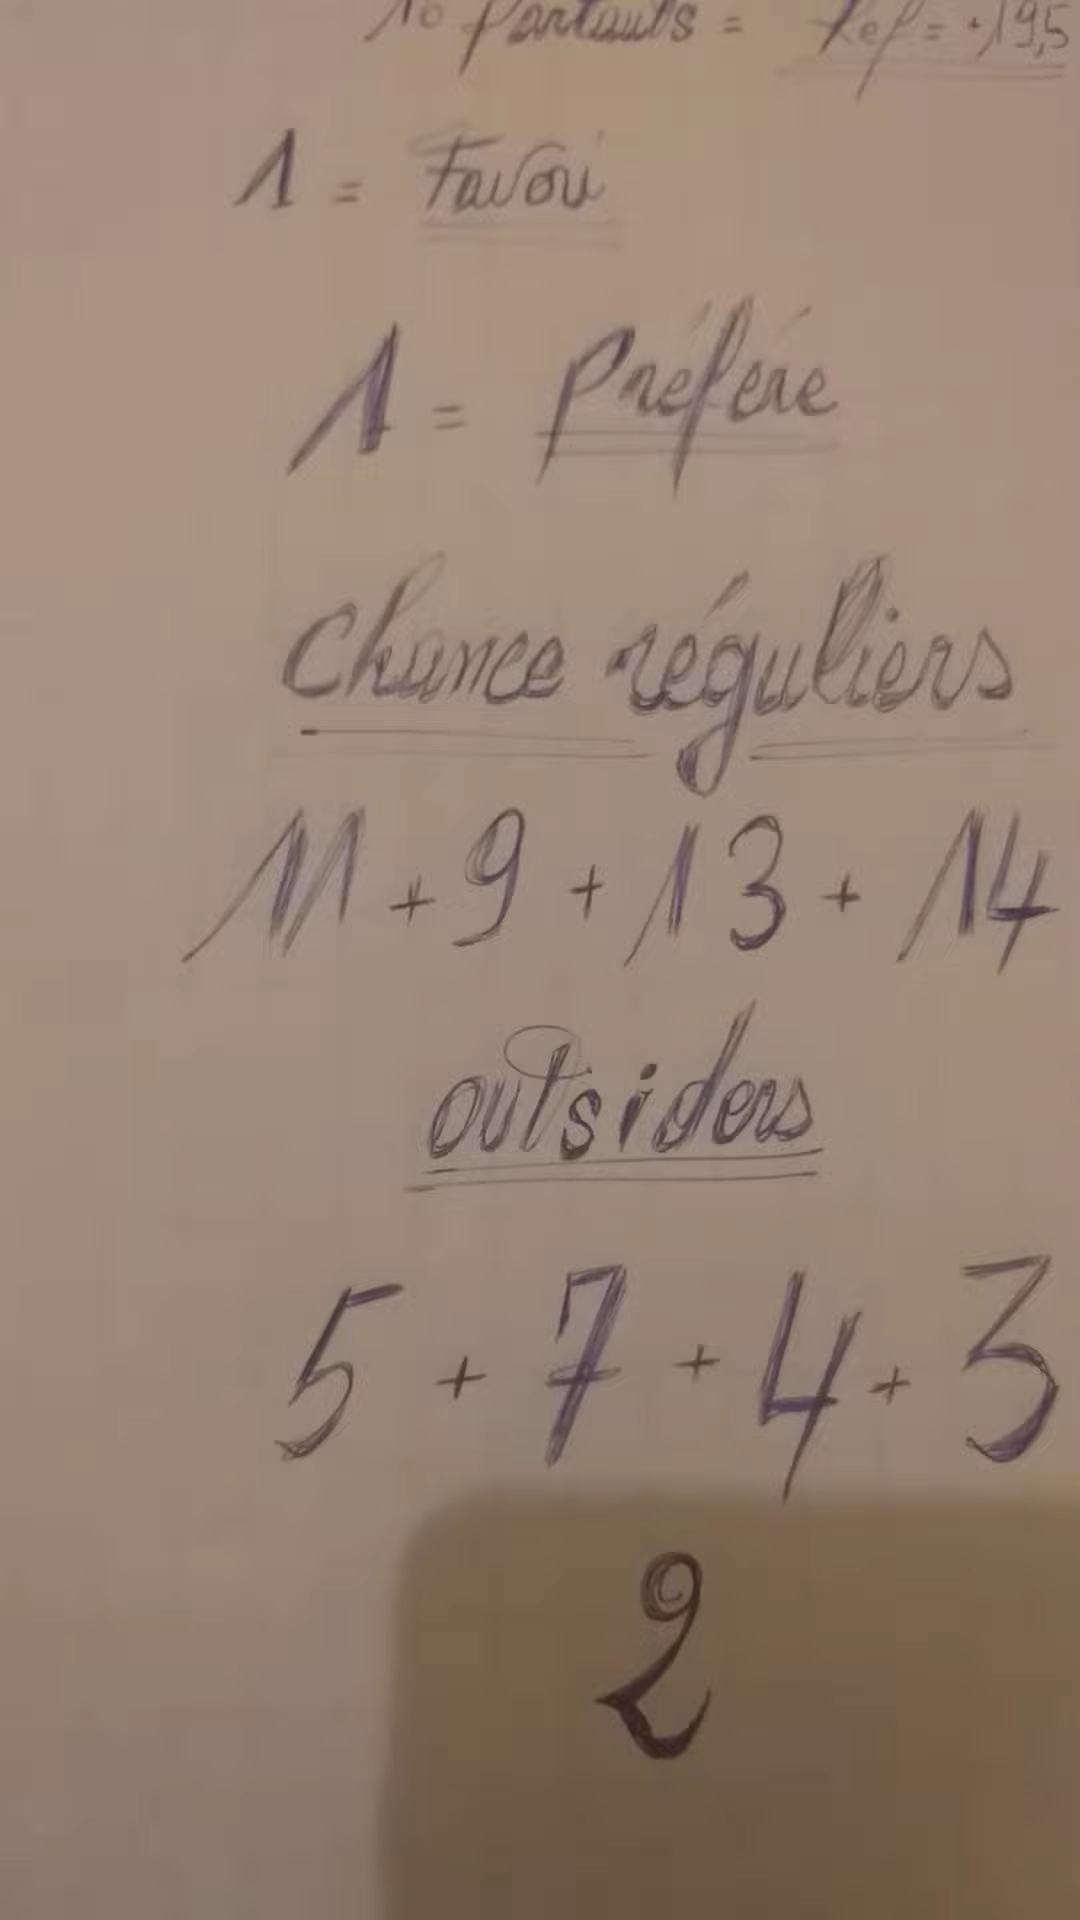 16 Partants = Ref = +19,5
1 = Favori
1 = Préféré
Chance réguliers
11 + 9 + 13 + 14
outsiders
5 + 7 + 4 + 3
2